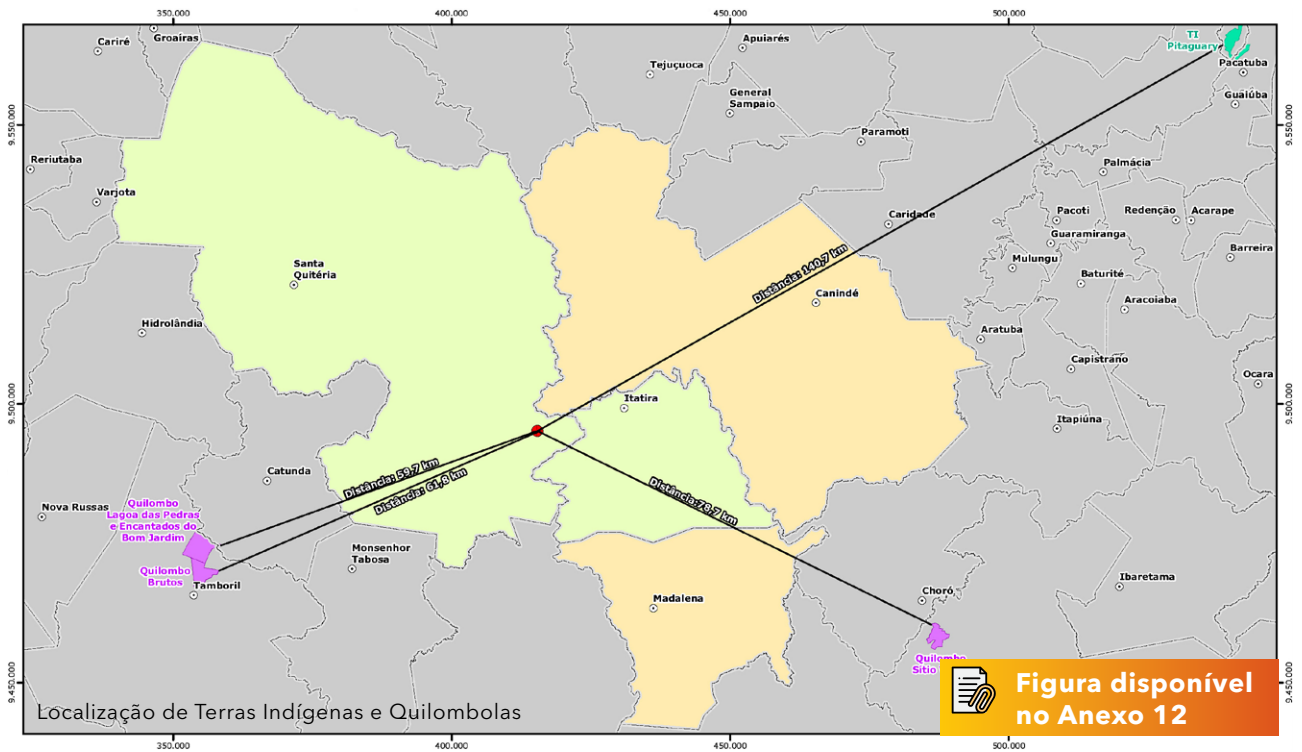 350.000
400.000
450.000
500.000
Cariré
Groaíras
Apuiarés
Tejuçuoca
General
Sampaio
TI
Pitaguary
Pacatuba
Guaiúba
9.550.000
9.550.000
Paramoti
Reriutaba
Varjota
Palmácia
Caridade
Pacoti
Redenção
Acarape
Guaramiranga
Barreira
Mulungu
Baturité
Santa
Quitéria
Distância: 140,7 km
Canindé
Aracoiaba
Hidrolândia
Aratuba
Capistrano
Ocara
9.500.000
9.500.000
Itatira
Itapiúna
Catunda
Distância: 59,7 km
Distância: 61,8 km
Distância:78,7 km
Nova Russas
Quilombo
Lagoa das Pedras
e Encantados do
Bom Jardim
Monsenhor
Tabosa
Quilombo
Brutos
Tamboril
Ibaretama
Choró
Madalena
Quilombo
Sítio
9.450.000
9.450.000
Figura disponível
no Anexo 12
Localização de Terras Indígenas e Quilombolas
350.000
400.000
450.000
500.000